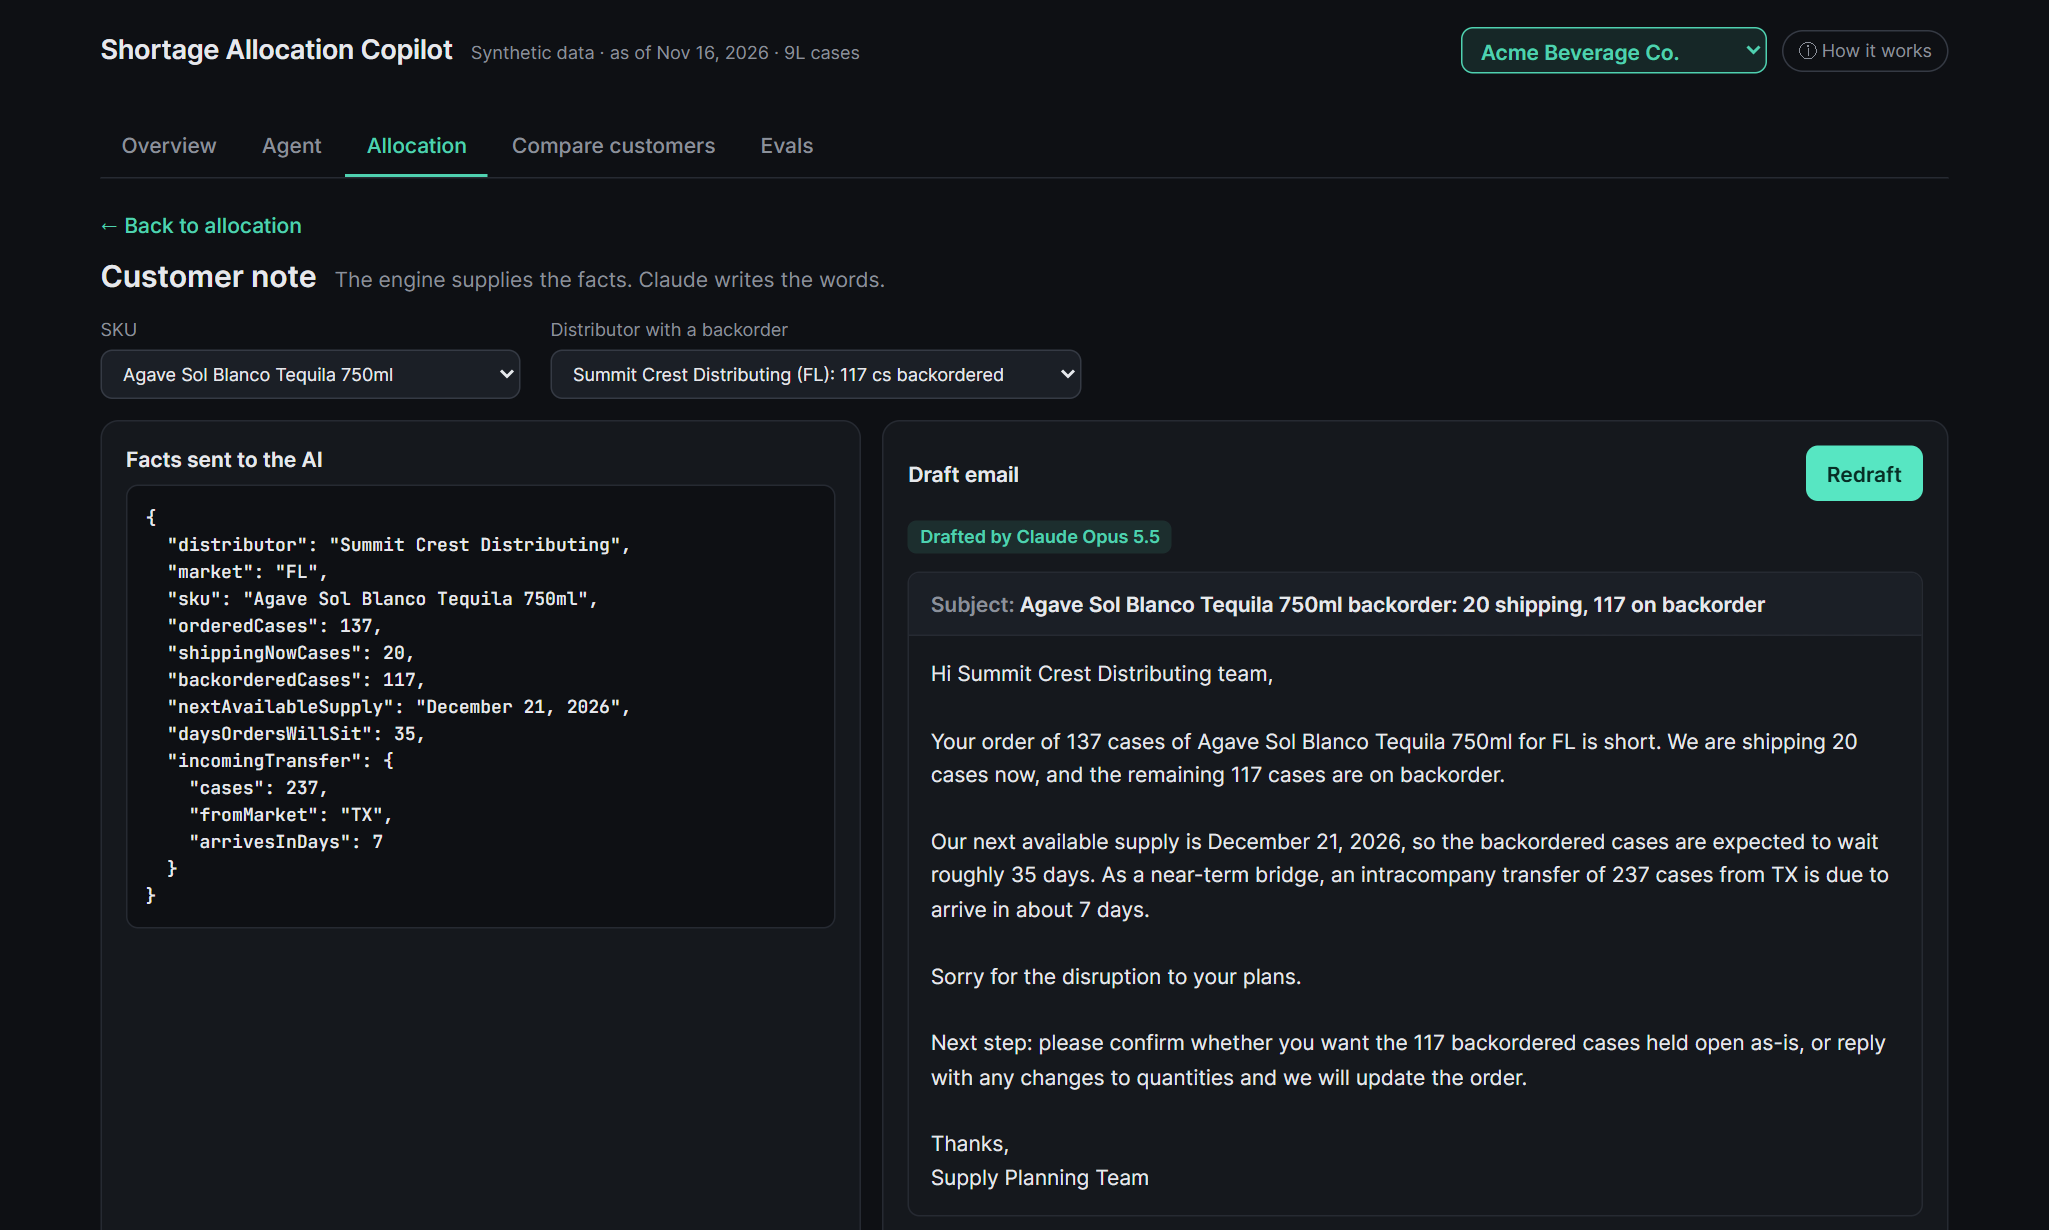 Shortage Allocation Copilot Synthetic data · as of Nov 16, 2026 · 9L cases
Acme Beverage Co.
ⓘ How it works
Overview Agent Allocation Compare customers Evals
← Back to allocation
Customer note The engine supplies the facts. Claude writes the words.
SKU
Agave Sol Blanco Tequila 750ml
Distributor with a backorder
Summit Crest Distributing (FL): 117 cs backordered
Facts sent to the AI
{
"distributor": "Summit Crest Distributing",
"market": "FL",
"sku": "Agave Sol Blanco Tequila 750ml",
"orderedCases": 137,
"shippingNowCases": 20,
"backorderedCases": 117,
"nextAvailableSupply": "December 21, 2026",
"daysOrdersWillSit": 35,
"incomingTransfer": {
"cases": 237,
"fromMarket": "TX",
"arrivesInDays": 7
}
}
Draft email
Redraft
Drafted by Claude Opus 5.5
Subject: Agave Sol Blanco Tequila 750ml backorder: 20 shipping, 117 on backorder
Hi Summit Crest Distributing team,
Your order of 137 cases of Agave Sol Blanco Tequila 750ml for FL is short. We are shipping 20
cases now, and the remaining 117 cases are on backorder.
Our next available supply is December 21, 2026, so the backordered cases are expected to wait
roughly 35 days. As a near-term bridge, an intracompany transfer of 237 cases from TX is due to
arrive in about 7 days.
Sorry for the disruption to your plans.
Next step: please confirm whether you want the 117 backordered cases held open as-is, or reply
with any changes to quantities and we will update the order.
Thanks,
Supply Planning Team